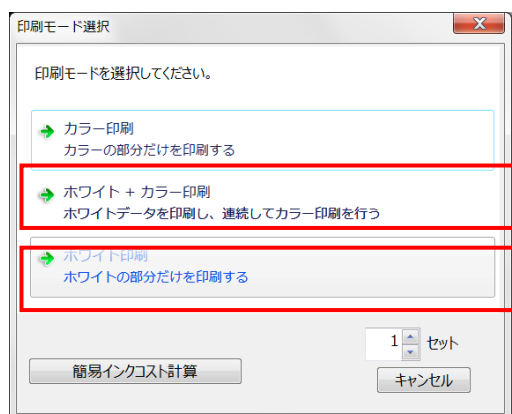 印刷モード選択
印刷モードを選択してください。
カラー印刷
カラーの部分だけを印刷する
ホワイト + カラー印刷
ホワイトデータを印刷し、連続してカラー印刷を行う
ホワイト印刷
ホワイトの部分だけを印刷する
1 セット
簡易インクコスト計算
キャンセル